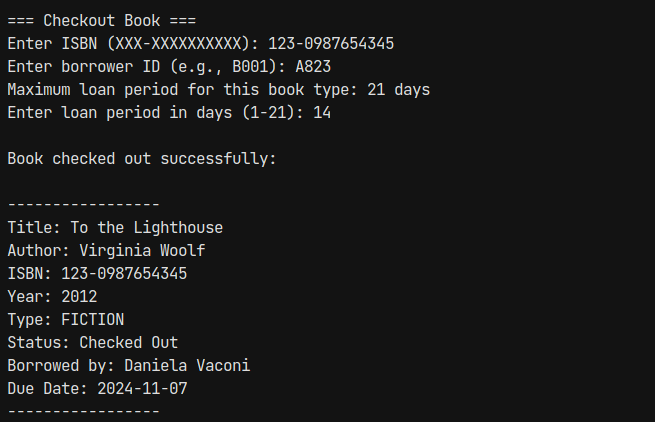 === Checkout Book ===
Enter ISBN (XXX-XXXXXXXXXX): 123-0987654345
Enter borrower ID (e.g., B001): A823
Maximum loan period for this book type: 21 days
Enter loan period in days (1-21): 14
Book checked out successfully:
-----------------
Title: To the Lighthouse
Author: Virginia Woolf
ISBN: 123-0987654345
Year: 2012
Type: FICTION
Status: Checked Out
Borrowed by: Daniela Vaconi
Due Date: 2024-11-07
-----------------